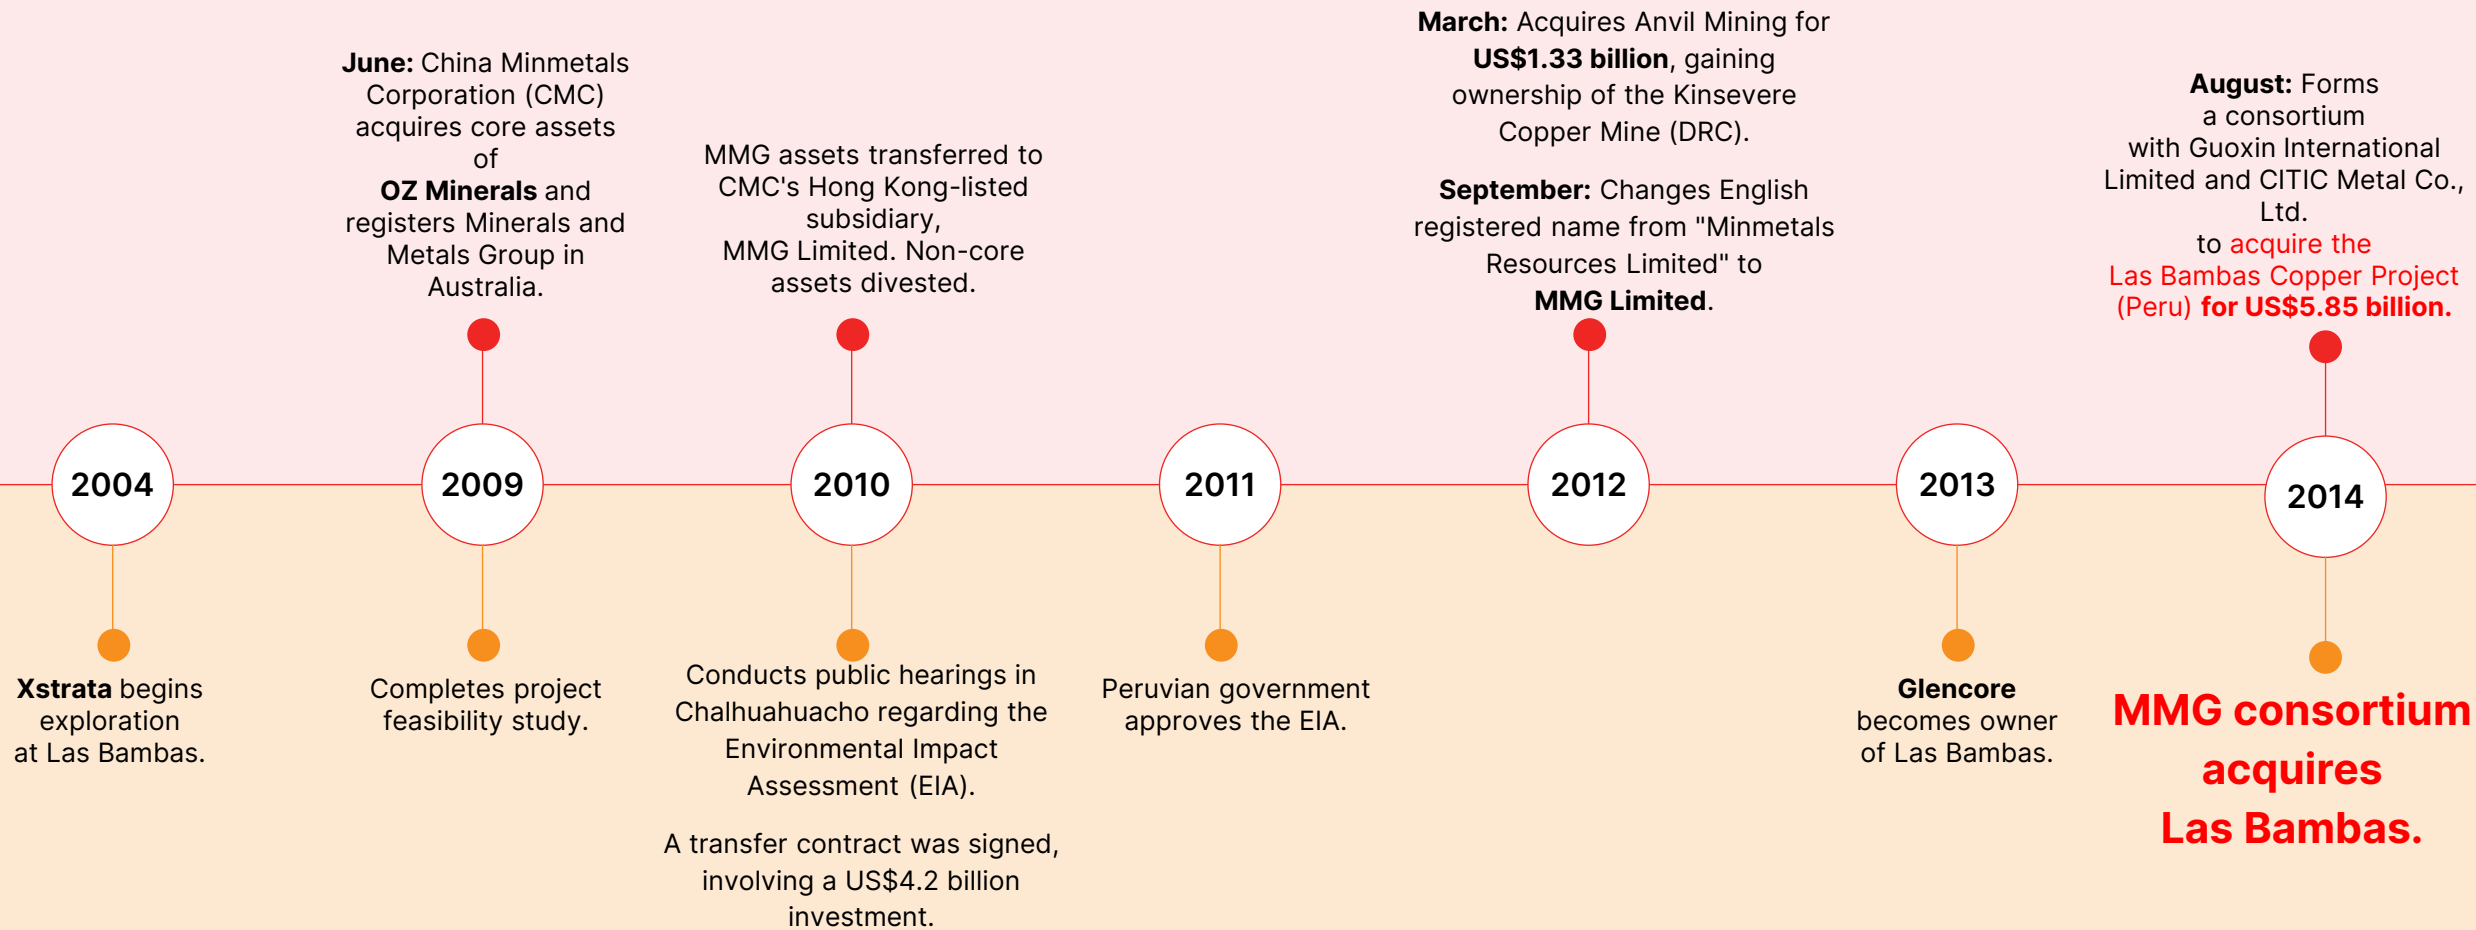 June: China Minmetals
Corporation (CMC)
acquires core assets
of
OZ Minerals and
registers Minerals and
Metals Group in
Australia.
MMG assets transferred to
CMC's Hong Kong-listed
subsidiary,
MMG Limited. Non-core
assets divested.
March: Acquires Anvil Mining for
US$1.33 billion, gaining
ownership of the Kinsevere
Copper Mine (DRC).
September: Changes English
registered name from "Minmetals
Resources Limited" to
MMG Limited.
August: Forms
a consortium
with Guoxin International
Limited and CITIC Metal Co.,
Ltd.
to acquire the
Las Bambas Copper Project
(Peru) for US$5.85 billion.
2004
2009
2010
2011
2012
2013
2014
Xstrata begins
exploration
at Las Bambas.
Completes project
feasibility study.
Conducts public hearings in
Chalhuahuacho regarding the
Environmental Impact
Assessment (EIA).
A transfer contract was signed,
involving a US$4.2 billion
investment.
Peruvian government
approves the EIA.
Glencore
becomes owner
of Las Bambas.
MMG consortium
acquires
Las Bambas.